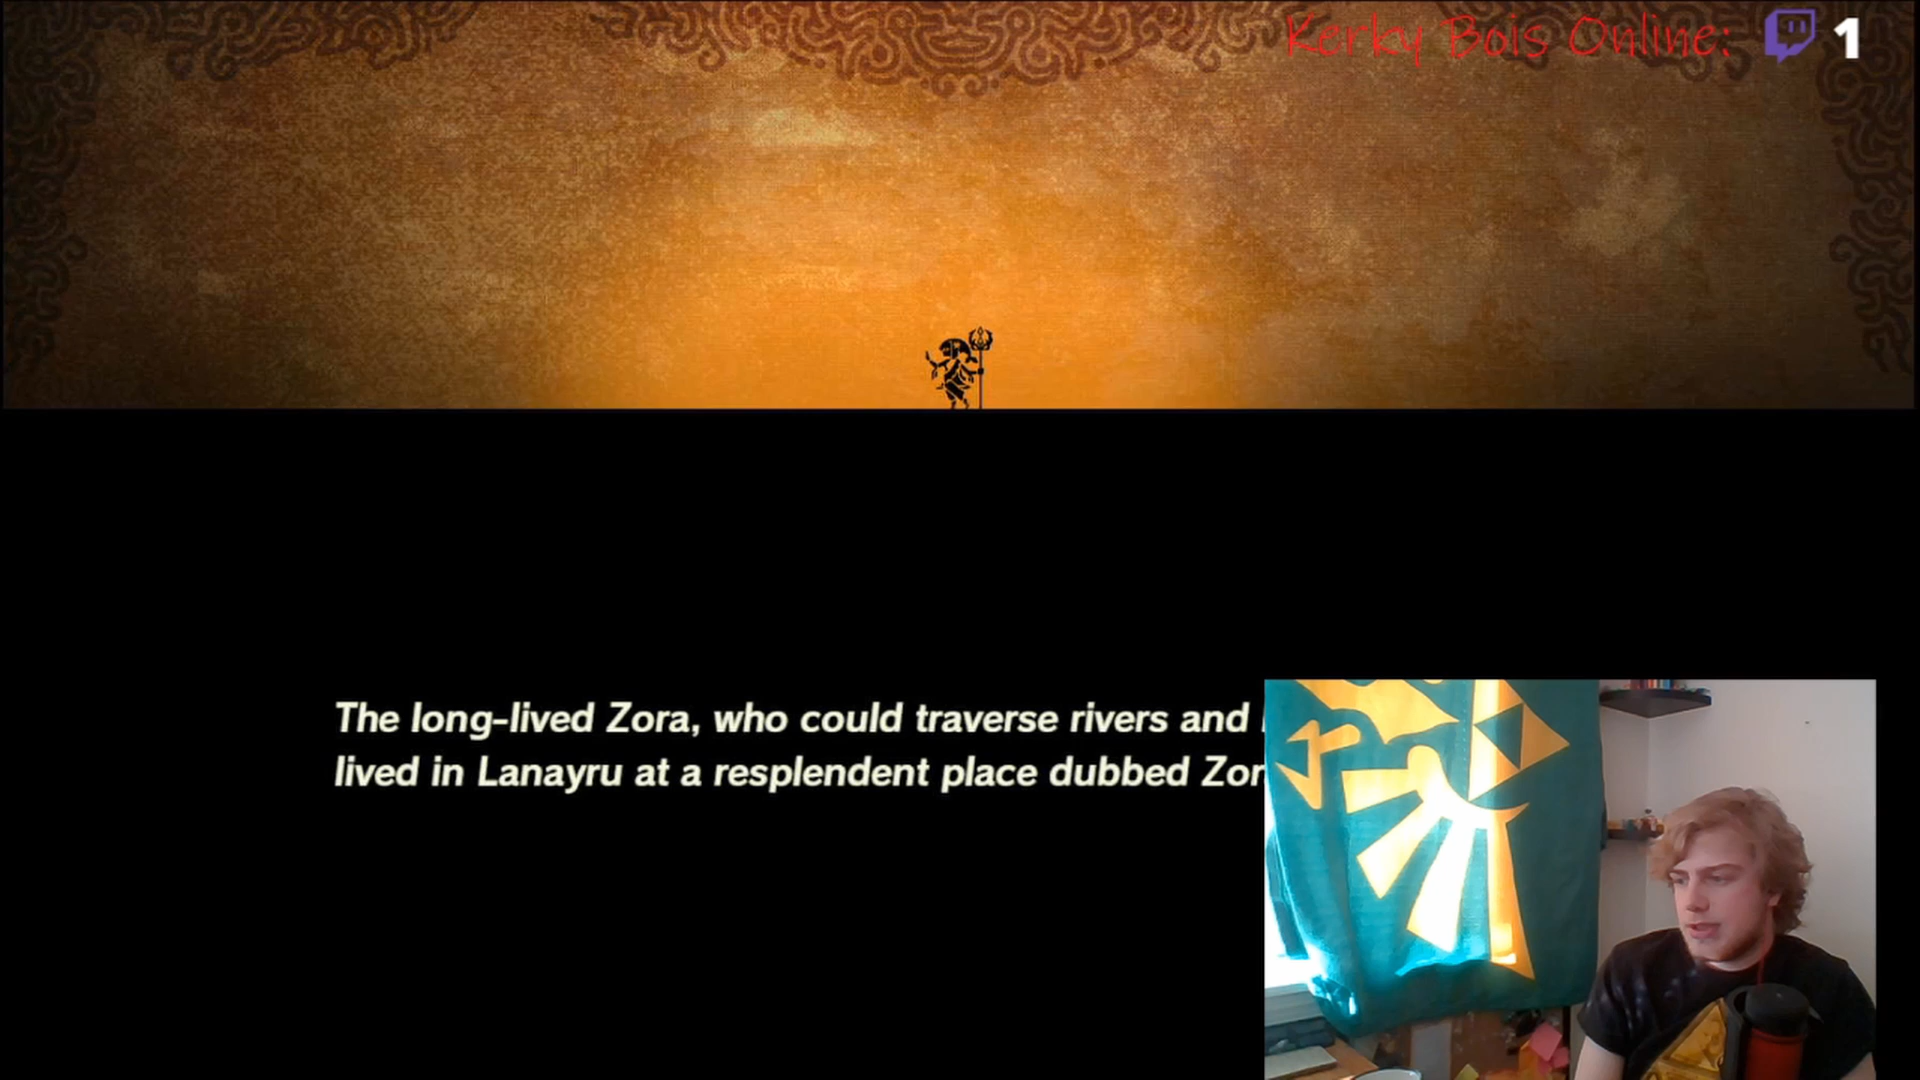 Kerky Bois Online: 1
The long-lived Zora, who could traverse rivers and
lived in Lanayru at a resplendent place dubbed